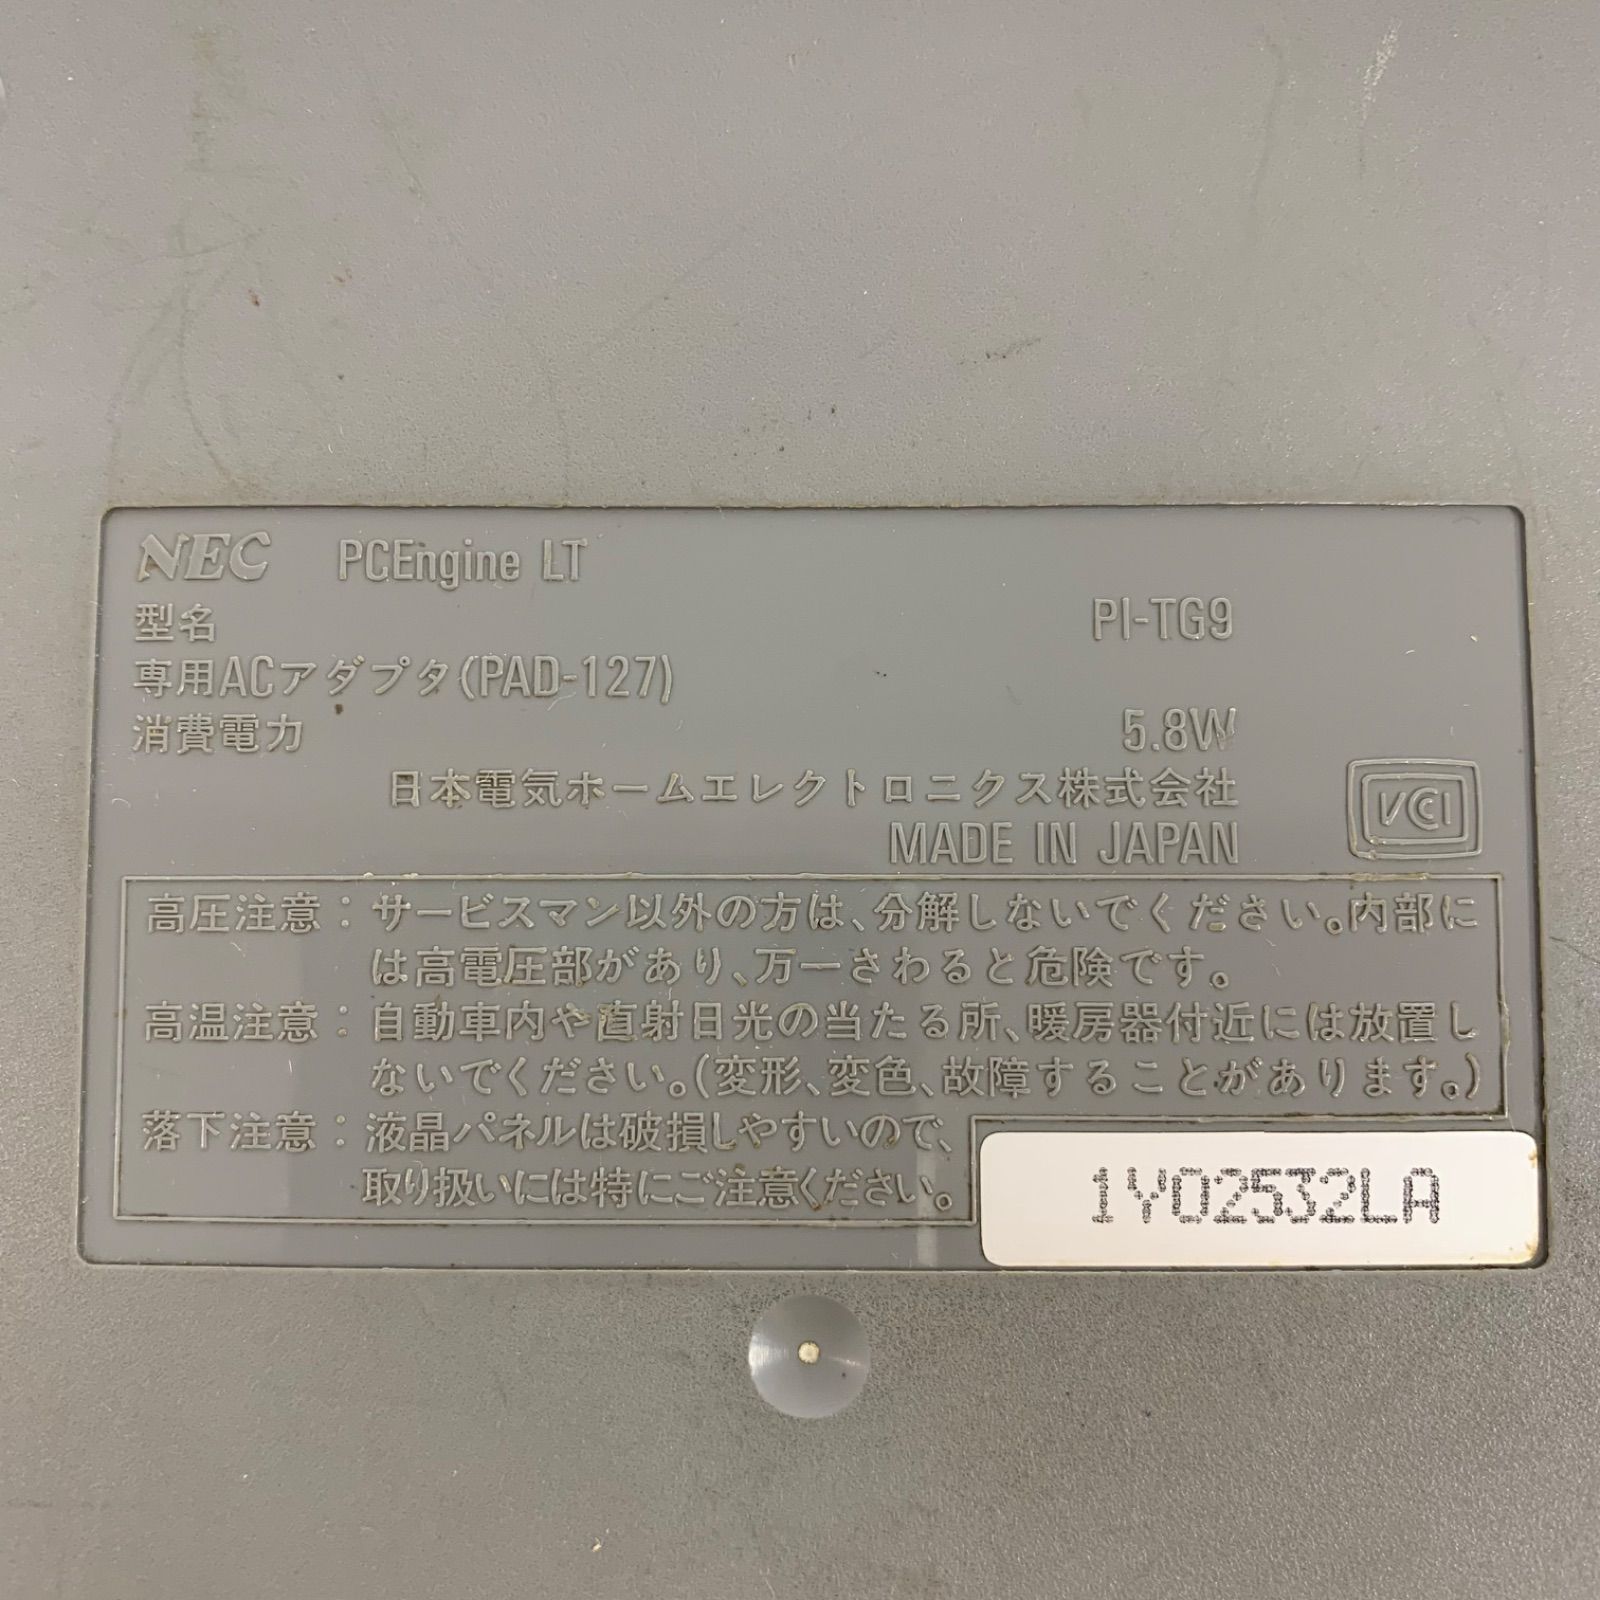 NEC PCEngine LT
型名 PI-TG9
専用ACアダプタ(PAD-127)
消費電力 5.8W
日本電気ホームエレクトロニクス株式会社
MADE IN JAPAN
VCI
高圧注意：サービスマン以外の方は、分解しないでください。内部に
は高電圧部があり、万一さわると危険です。
高温注意：自動車内や直射日光の当たる所、暖房器付近には放置し
ないでください。(変形、変色、故障することがあります。)
落下注意：液晶パネルは破損しやすいので、
取り扱いには特にご注意ください。
1Y02532LA